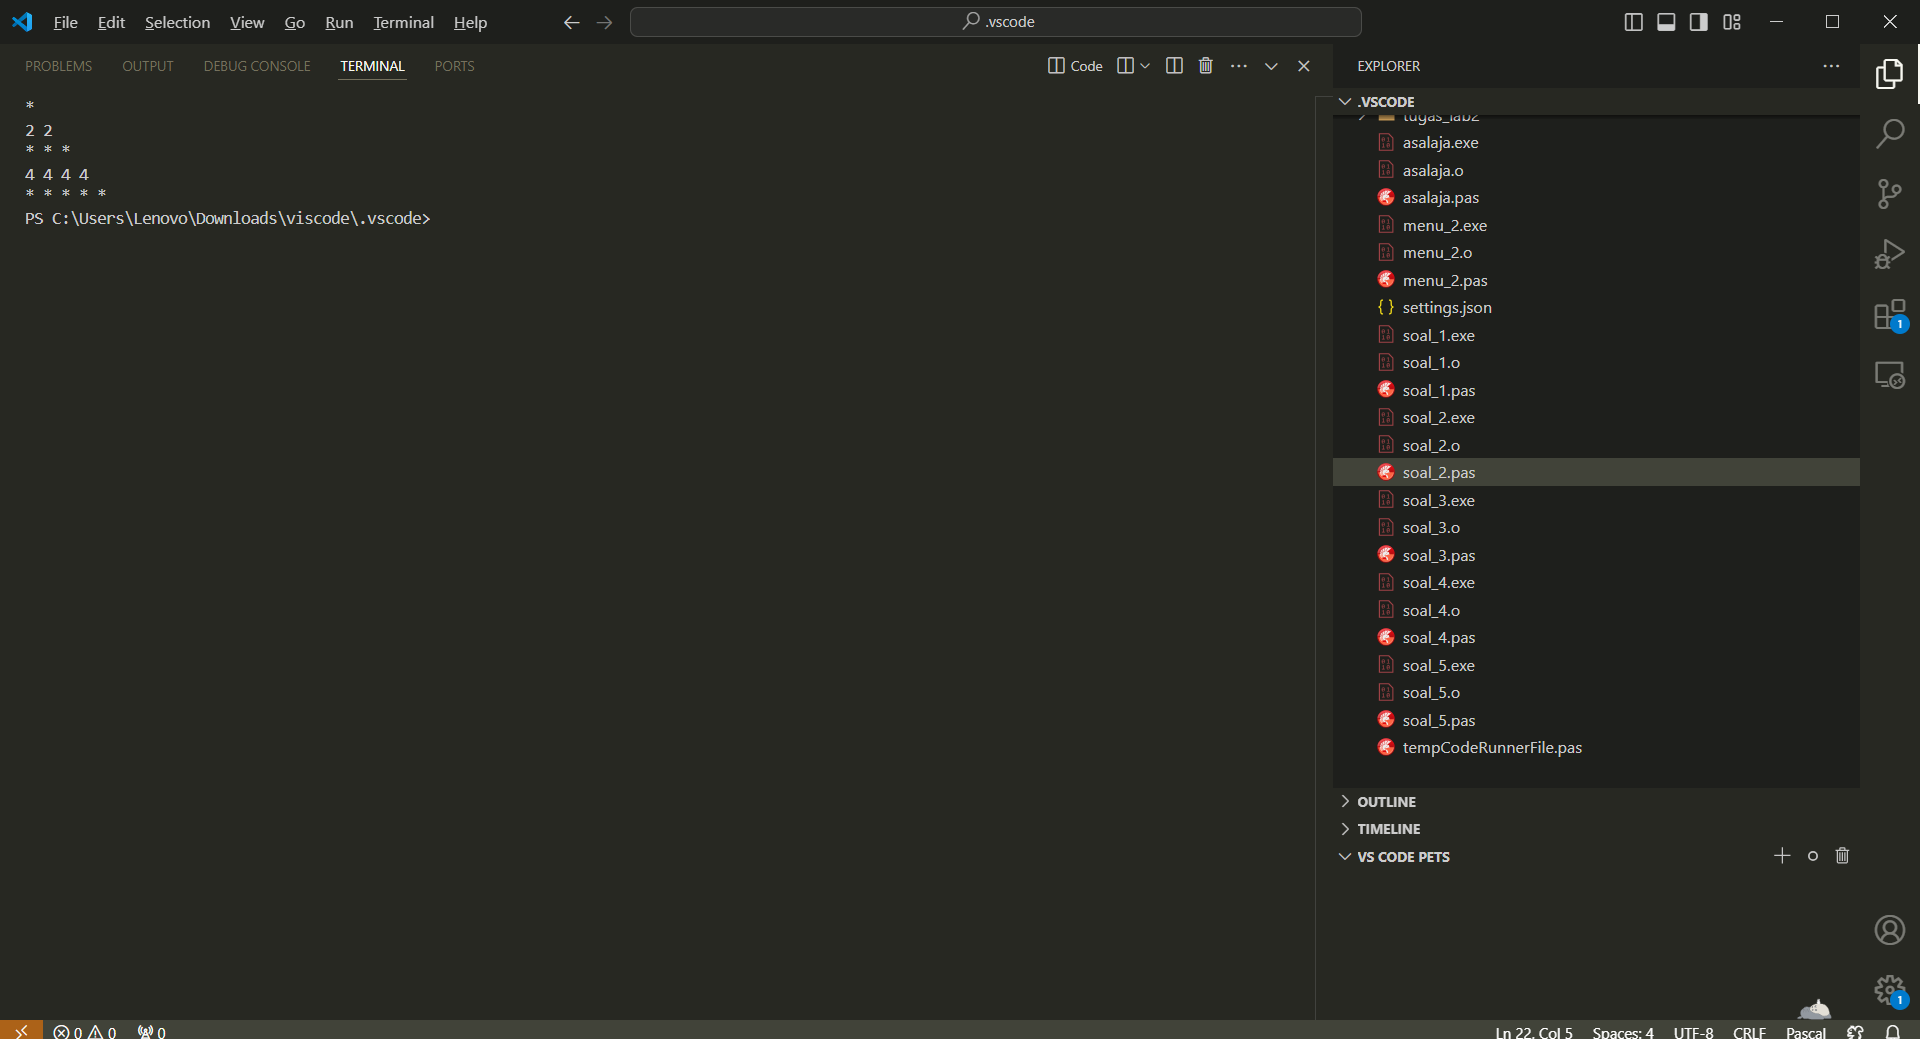 File Edit Selection View Go Run Terminal Help .vscode
PROBLEMS OUTPUT DEBUG CONSOLE TERMINAL PORTS Code
*
2 2
* * *
4 4 4 4
* * * * *
PS C:\Users\Lenovo\Downloads\viscode\.vscode>
EXPLORER
.VSCODE
tugas_lab2
asalaja.exe
asalaja.o
asalaja.pas
menu_2.exe
menu_2.o
menu_2.pas
settings.json
soal_1.exe
soal_1.o
soal_1.pas
soal_2.exe
soal_2.o
soal_2.pas
soal_3.exe
soal_3.o
soal_3.pas
soal_4.exe
soal_4.o
soal_4.pas
soal_5.exe
soal_5.o
soal_5.pas
tempCodeRunnerFile.pas
OUTLINE
TIMELINE
VS CODE PETS
1
1
0 0 0 Ln 22, Col 5 Spaces: 4 UTF-8 CRLF Pascal